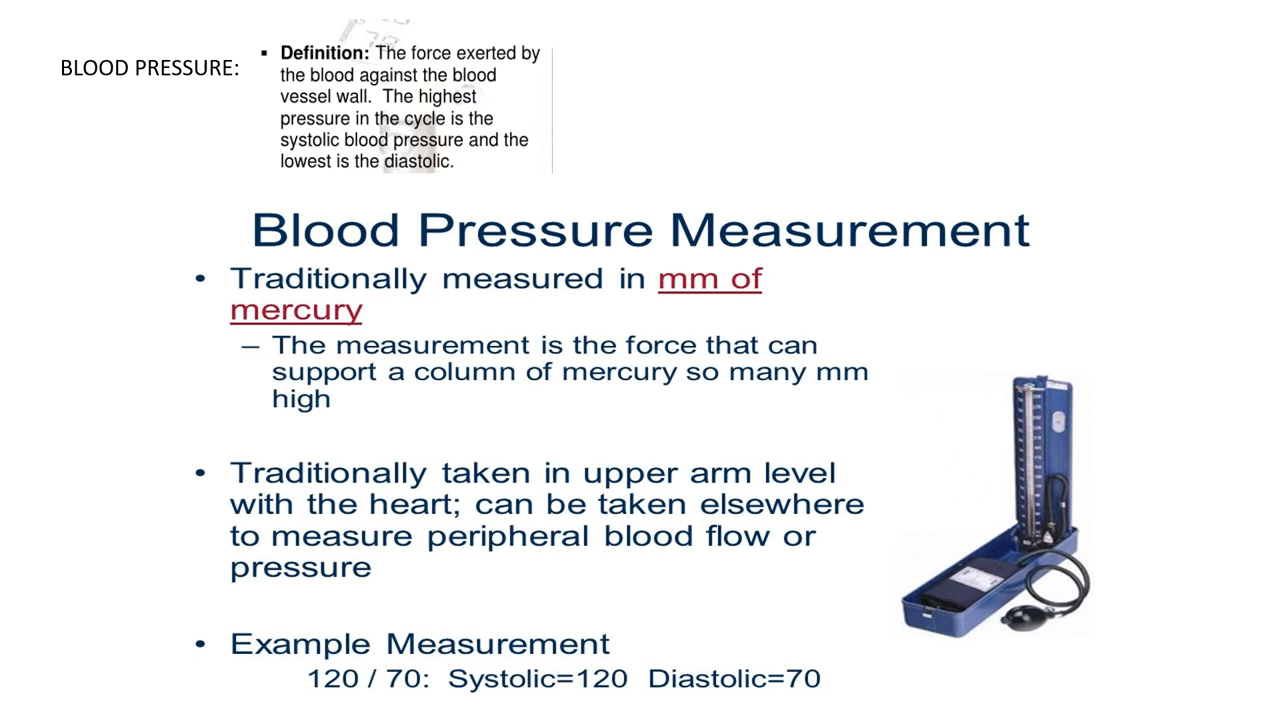 BLOOD PRESSURE:
▪ Definition: The force exerted by
the blood against the blood
vessel wall. The highest
pressure in the cycle is the
systolic blood pressure and the
lowest is the diastolic.
Blood Pressure Measurement
• Traditionally measured in mm of
mercury
– The measurement is the force that can
support a column of mercury so many mm
high
• Traditionally taken in upper arm level
with the heart; can be taken elsewhere
to measure peripheral blood flow or
pressure
• Example Measurement
120 / 70: Systolic=120 Diastolic=70